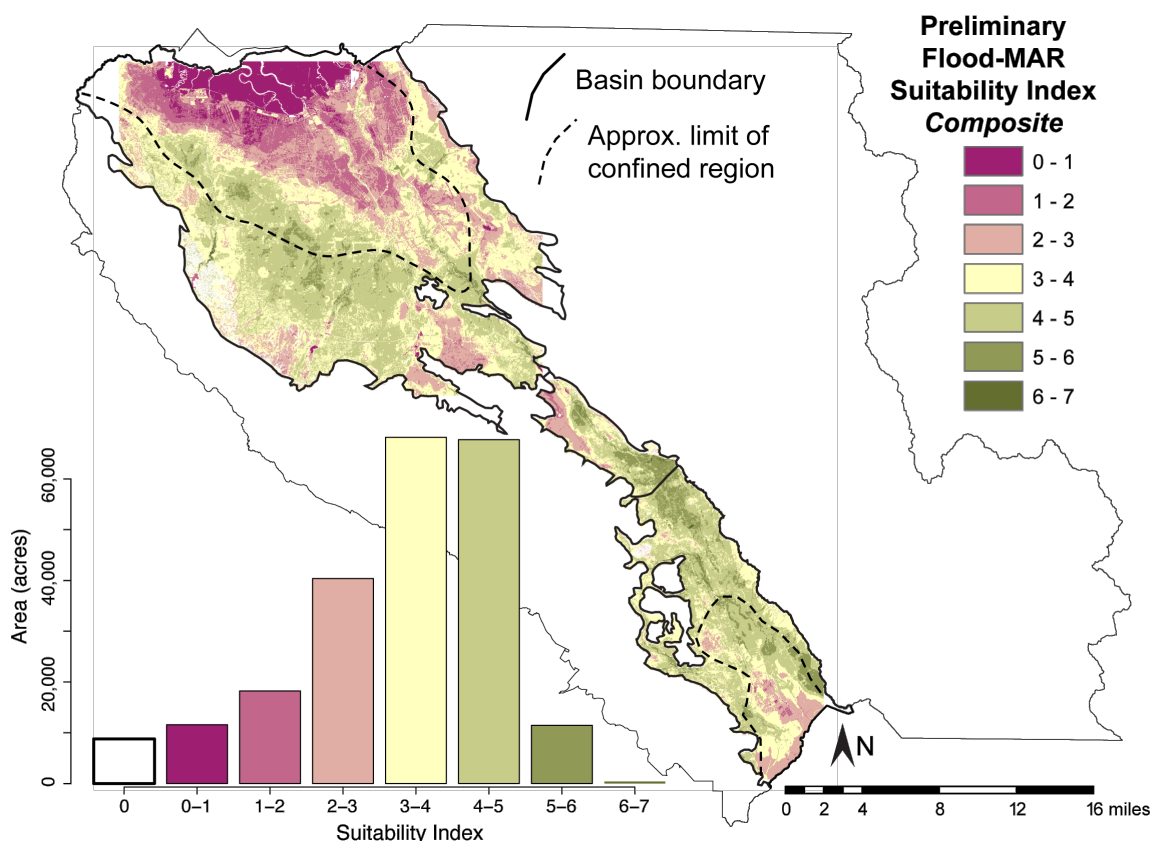 Preliminary
Flood-MAR
Suitability Index
Composite
0 - 1
1 - 2
2 - 3
3 - 4
4 - 5
5 - 6
6 - 7
Basin boundary
Approx. limit of
confined region
Area (acres)
60,000
40,000
20,000
0
0
0–1
1–2
2–3
3–4
4–5
5–6
6–7
Suitability Index
N
0 2 4 8 12 16 miles